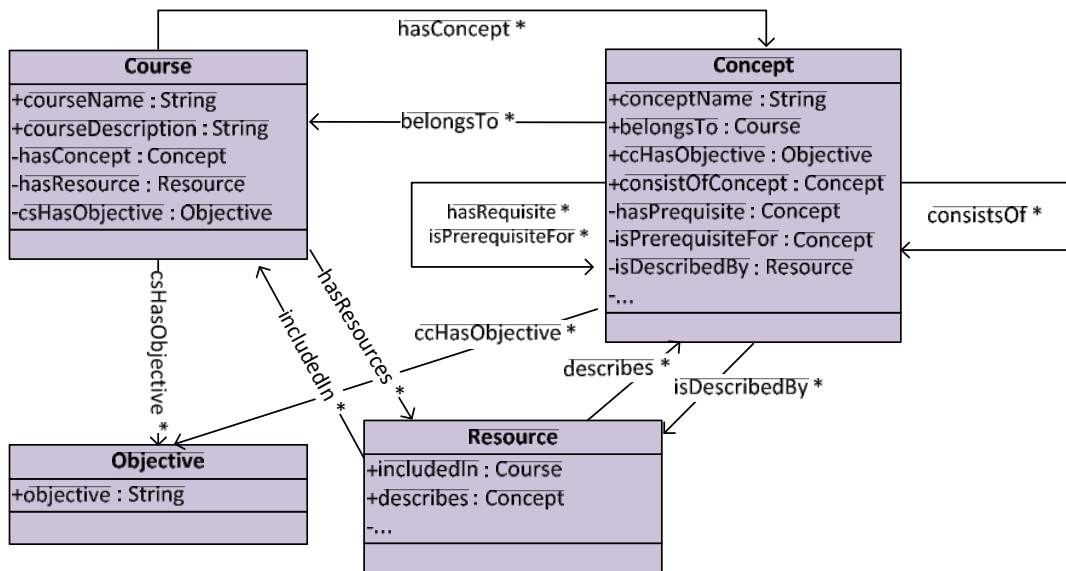 hasConcept *
Course
+courseName : String
+courseDescription : String
-hasConcept : Concept
-hasResource : Resource
-csHasObjective : Objective
belongsTo *
Concept
+conceptName : String
+belongsTo : Course
+ccHasObjective : Objective
+consistOfConcept : Concept
-hasPrequisite : Concept
-isPrerequisiteFor : Concept
-isDescribedBy : Resource
-...
hasRequisite *
isPrerequisiteFor *
consistsOf *
csHasObjective *
includedIn *
hasResources *
ccHasObjective *
describes *
isDescribedBy *
Objective
+objective : String
Resource
+includedIn : Course
+describes : Concept
-...